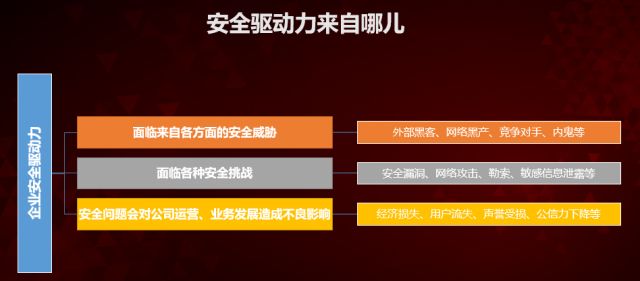 安全驱动力来自哪儿
企业安全驱动力
面临来自各方面的安全威胁
外部黑客、网络黑产、竞争对手、内鬼等
面临各种安全挑战
安全漏洞、网络攻击、勒索、敏感信息泄露等
安全问题会对公司运营、业务发展造成不良影响
经济损失、用户流失、声誉受损、公信力下降等